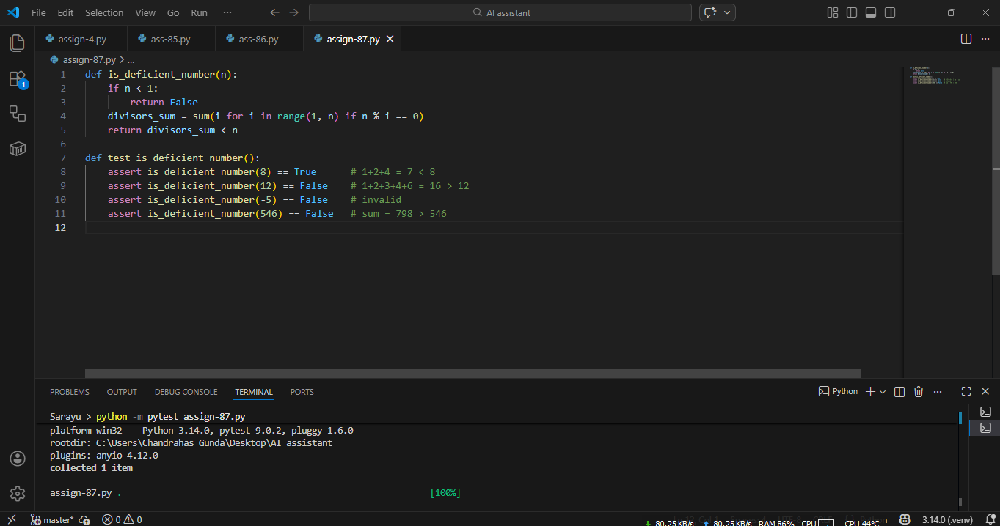 File Edit Selection View Go Run ··· AI assistant
assign-4.py ass-85.py ass-86.py assign-87.py
assign-87.py > ...
1 def is_deficient_number(n):
2     if n < 1:
3         return False
4     divisors_sum = sum(i for i in range(1, n) if n % i == 0)
5     return divisors_sum < n
6
7 def test_is_deficient_number():
8     assert is_deficient_number(8) == True      # 1+2+4 = 7 < 8
9     assert is_deficient_number(12) == False    # 1+2+3+4+6 = 16 > 12
10     assert is_deficient_number(-5) == False    # invalid
11     assert is_deficient_number(546) == False   # sum = 798 > 546
12
1
PROBLEMS OUTPUT DEBUG CONSOLE TERMINAL PORTS Python
Sarayu > python -m pytest assign-87.py
platform win32 -- Python 3.14.0, pytest-9.0.2, pluggy-1.6.0
rootdir: C:\Users\Chandrahas Gunda\Desktop\AI assistant
plugins: anyio-4.12.0
collected 1 item
assign-87.py . [100%]
master* 0 0 80.25 KB/s 80.25 KB/s RAM 86% CPU CPU 44°C 3.14.0 (.venv)